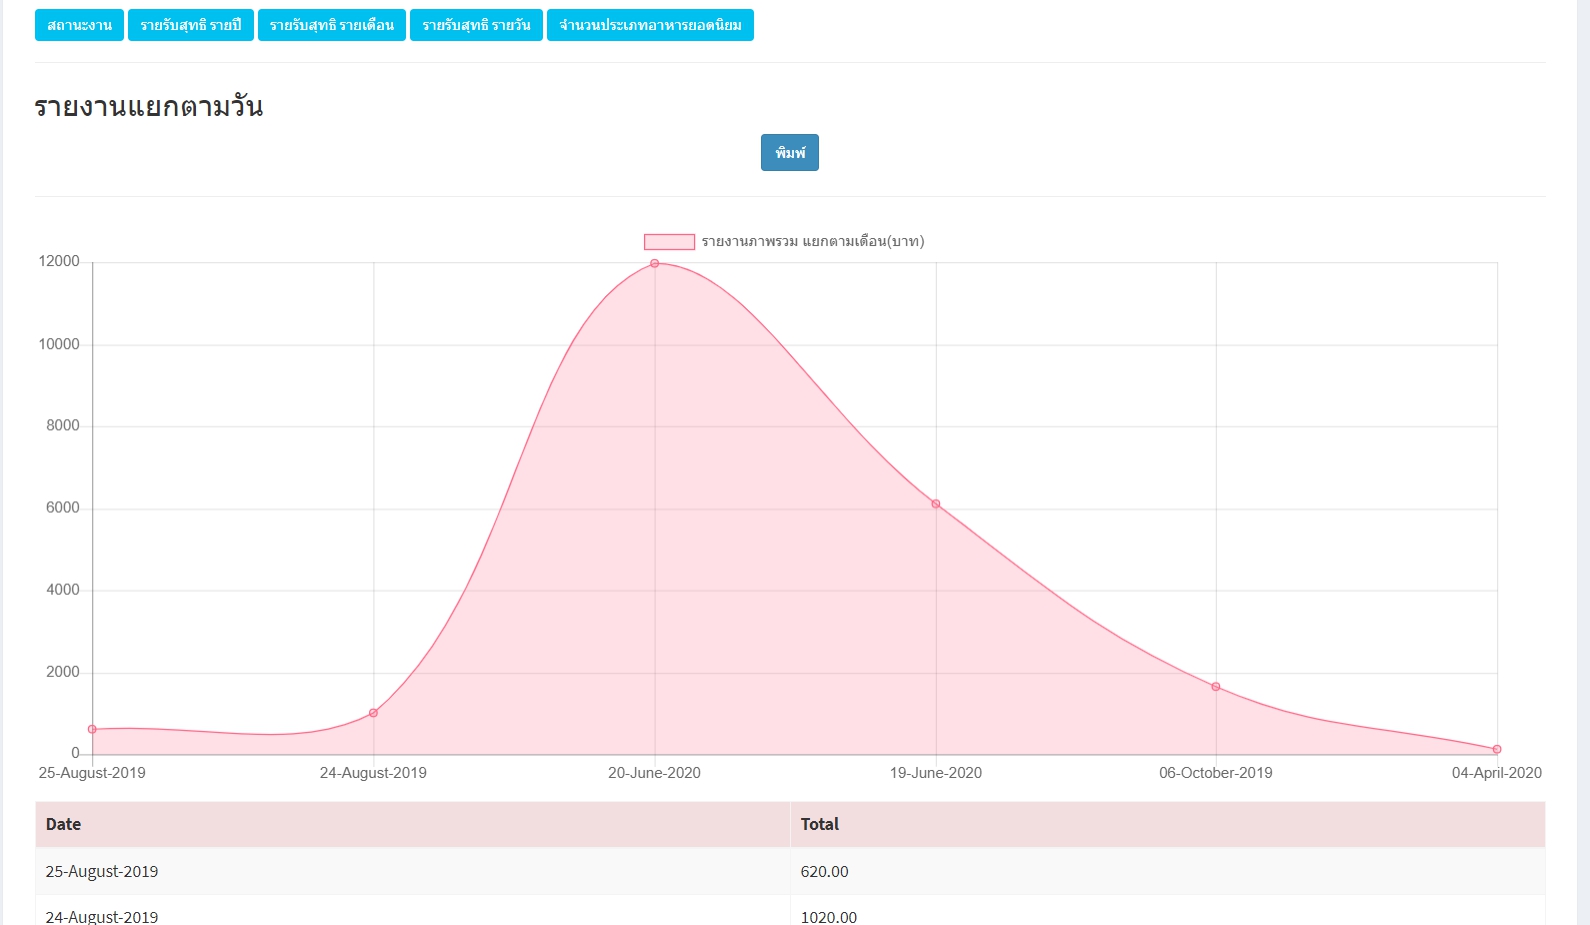 สถานะงาน รายรับสุทธิ รายปี รายรับสุทธิ รายเดือน รายรับสุทธิ รายวัน จำนวนประเภทอาหารยอดนิยม
รายงานแยกตามวัน
พิมพ์
รายงานภาพรวม แยกตามเดือน(บาท)
12000
10000
8000
6000
4000
2000
0
25-August-2019 24-August-2019 20-June-2020 19-June-2020 06-October-2019 04-April-2020
Date Total
25-August-2019 620.00
24-August-2019 1020.00